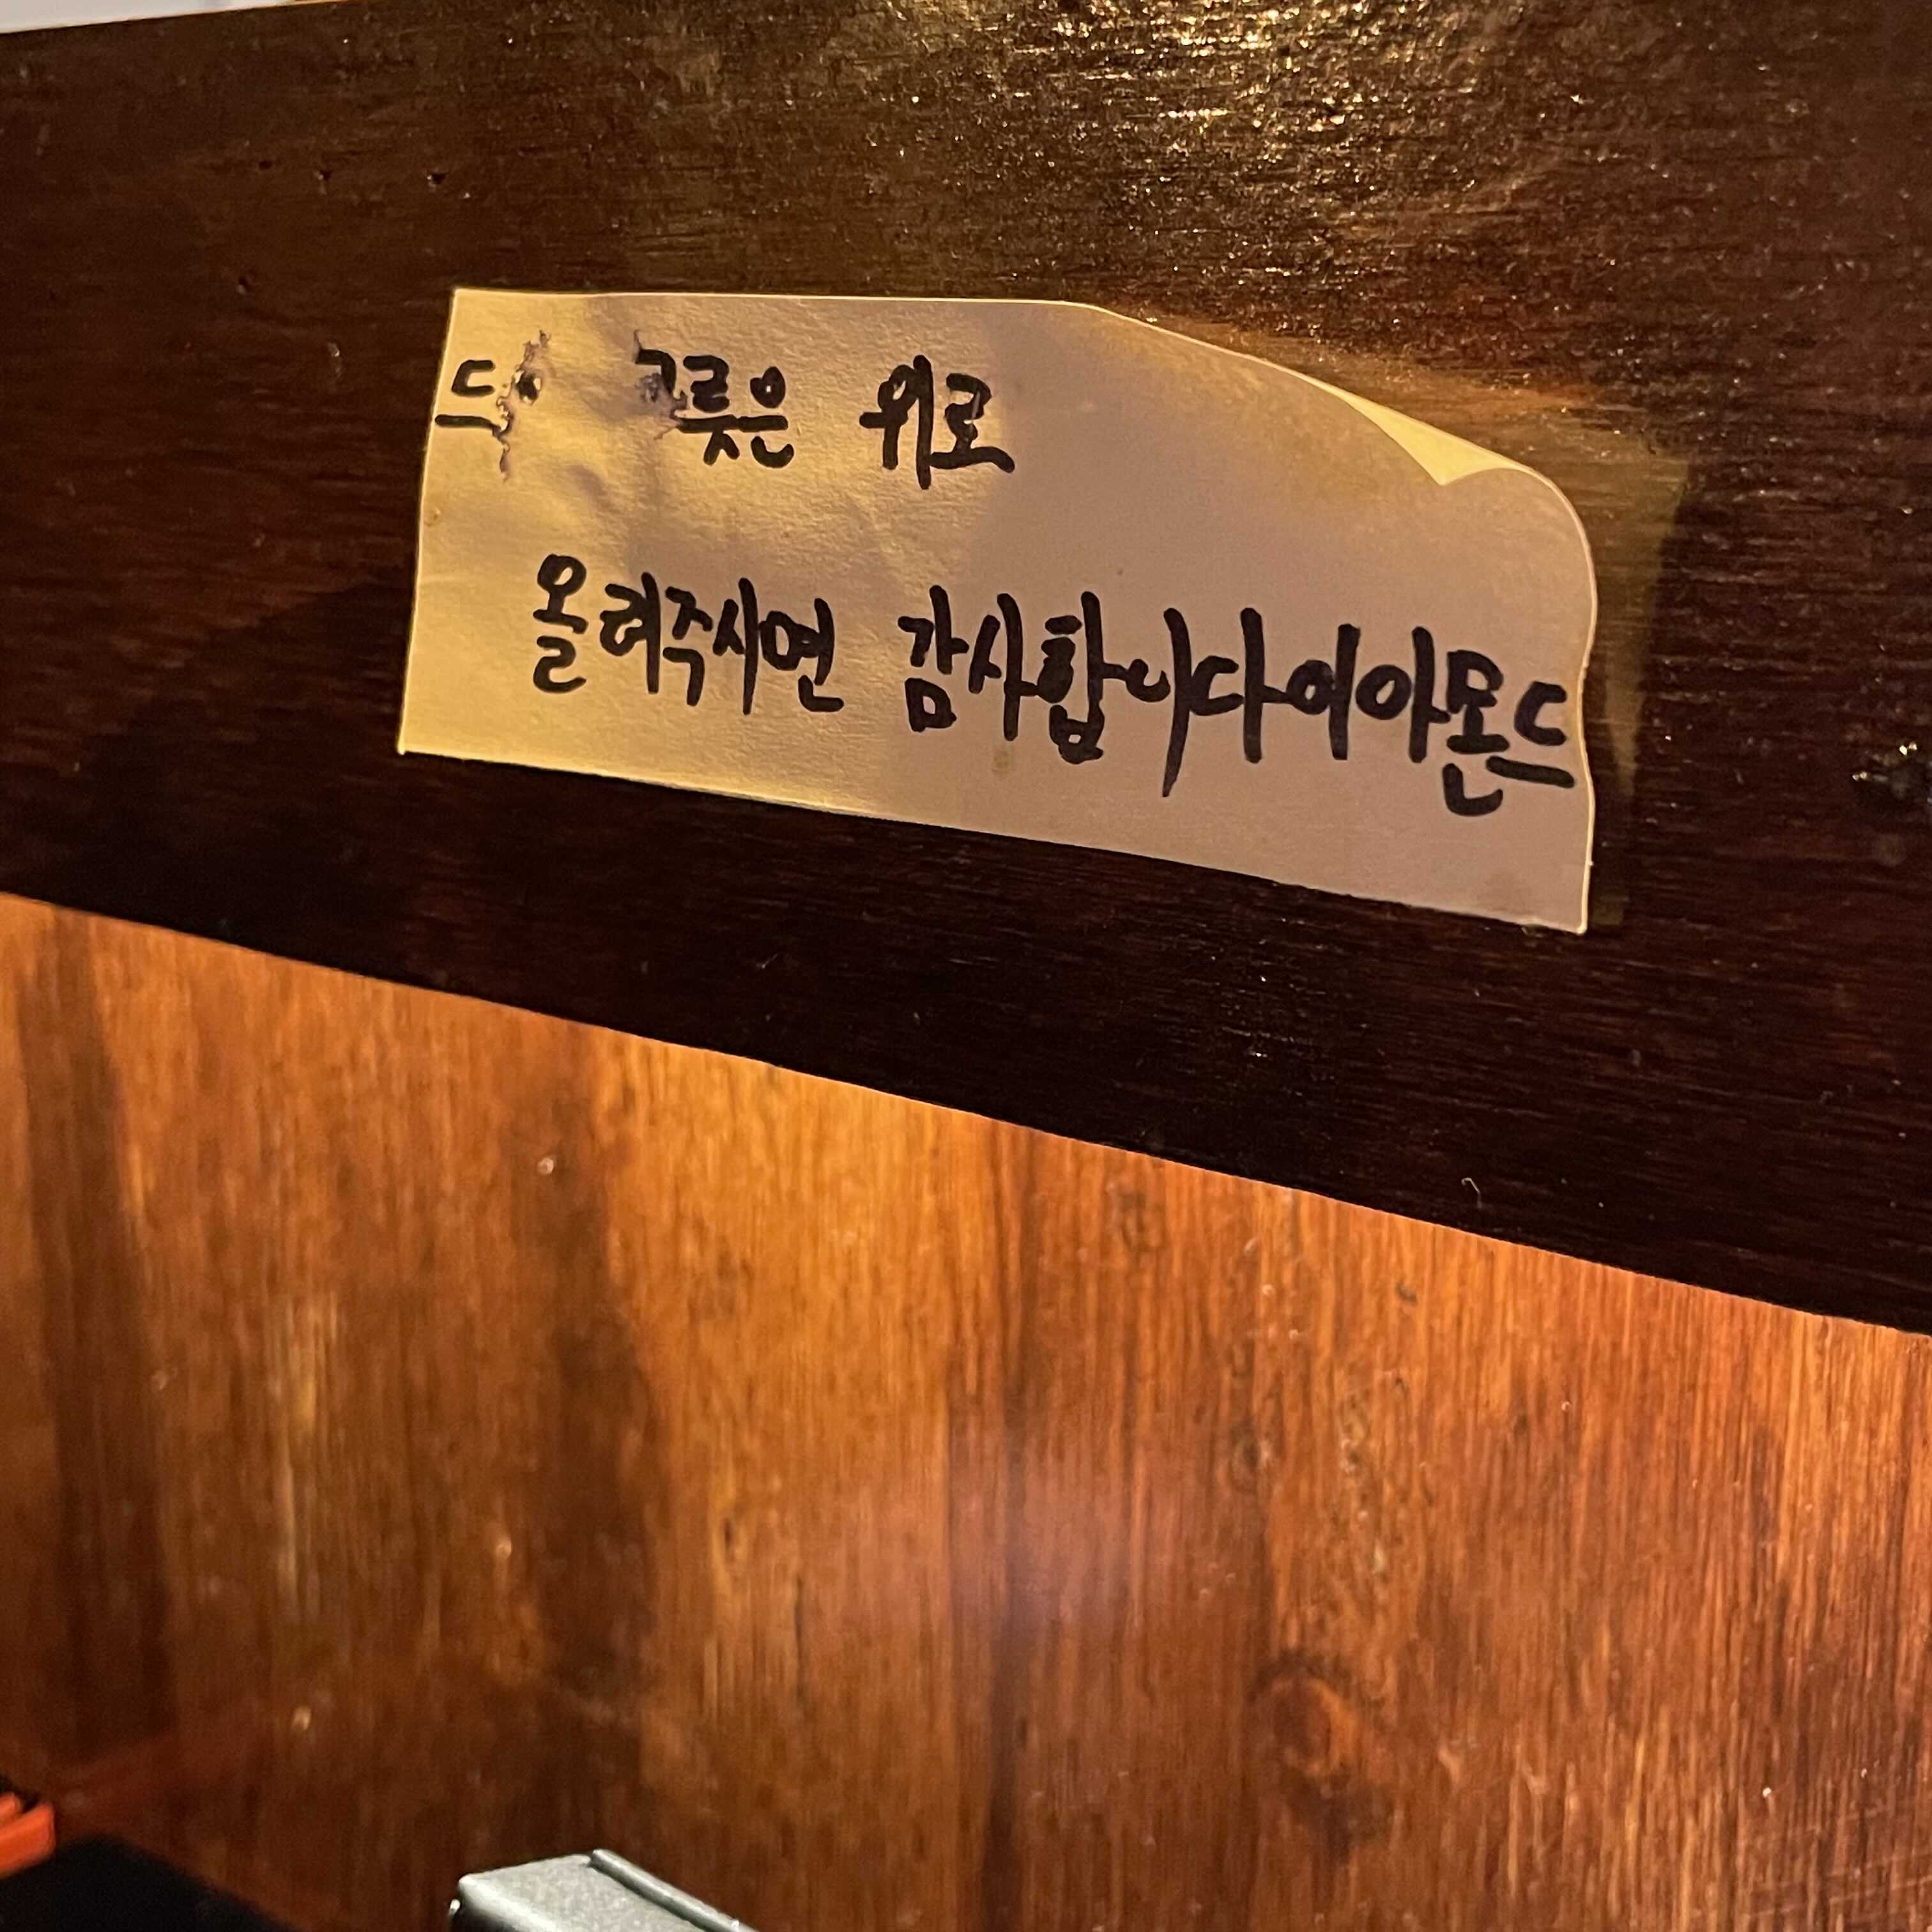 그릇은 위로
올려주시면 감사합니다이아몬드